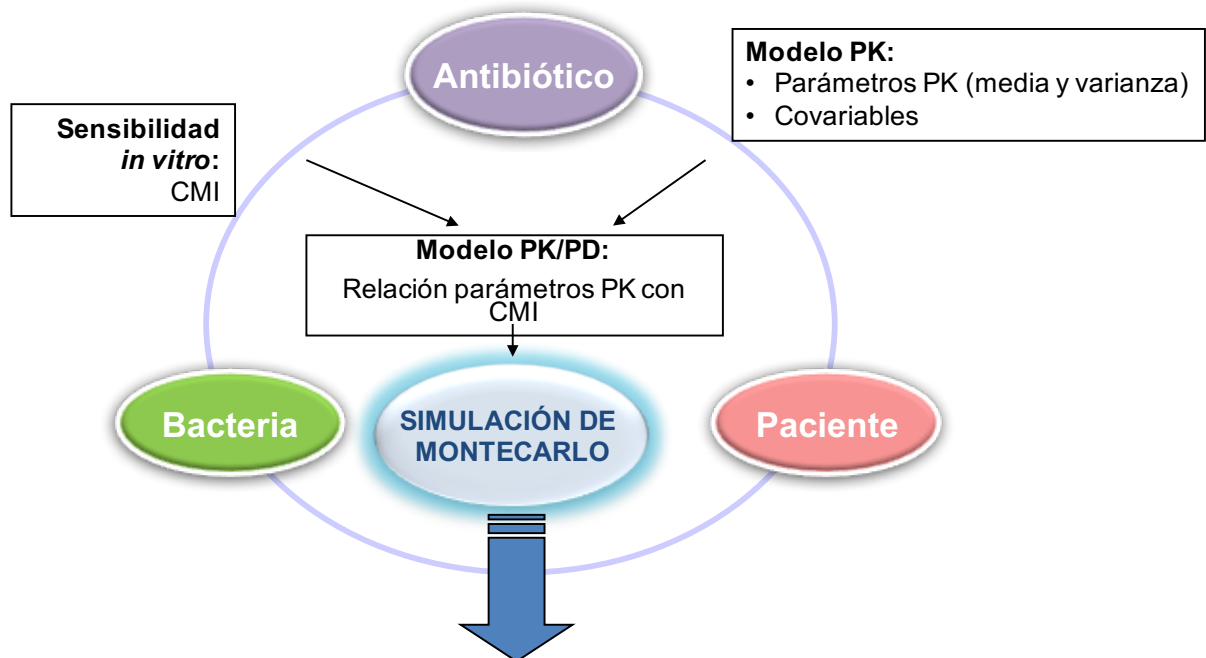 Antibiótico
Modelo PK:
• Parámetros PK (media y varianza)
• Covariables
Sensibilidad
in vitro:
CMI
Modelo PK/PD:
Relación parámetros PK con
CMI
Bacteria
SIMULACIÓN DE
MONTECARLO
Paciente